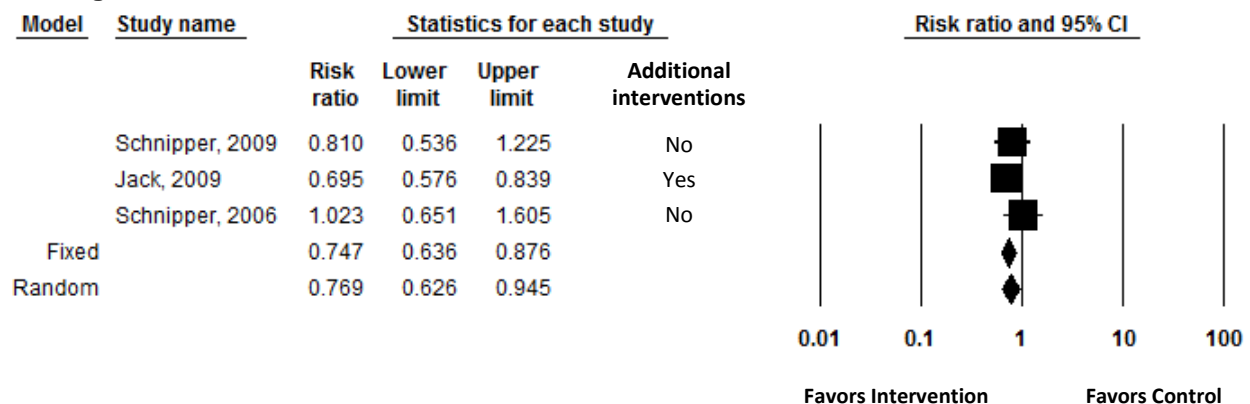 Model Study name Statistics for each study Risk ratio and 95% CI
Risk ratio Lower limit Upper limit Additional interventions
Schnipper, 2009 0.810 0.536 1.225 No
Jack, 2009 0.695 0.576 0.839 Yes
Schnipper, 2006 1.023 0.651 1.605 No
Fixed 0.747 0.636 0.876
Random 0.769 0.626 0.945
0.01 0.1 1 10 100
Favors Intervention Favors Control